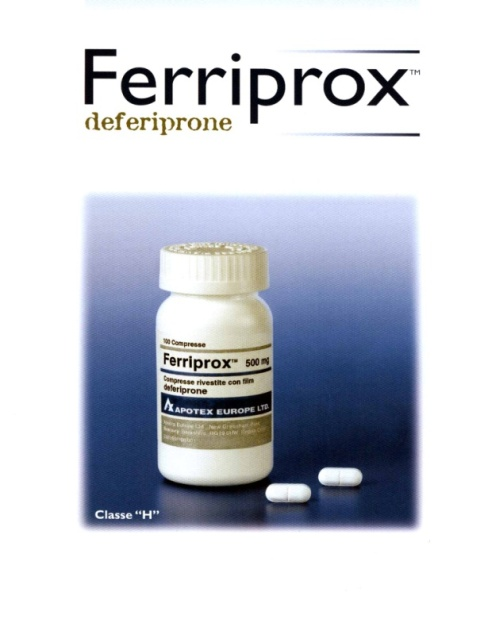 Ferriprox™
deferiprone
100 Compresse
Ferriprox™ 500 mg
Compresse rivestite con film
deferiprone
APOTEX EUROPE LTD.
Classe "H"